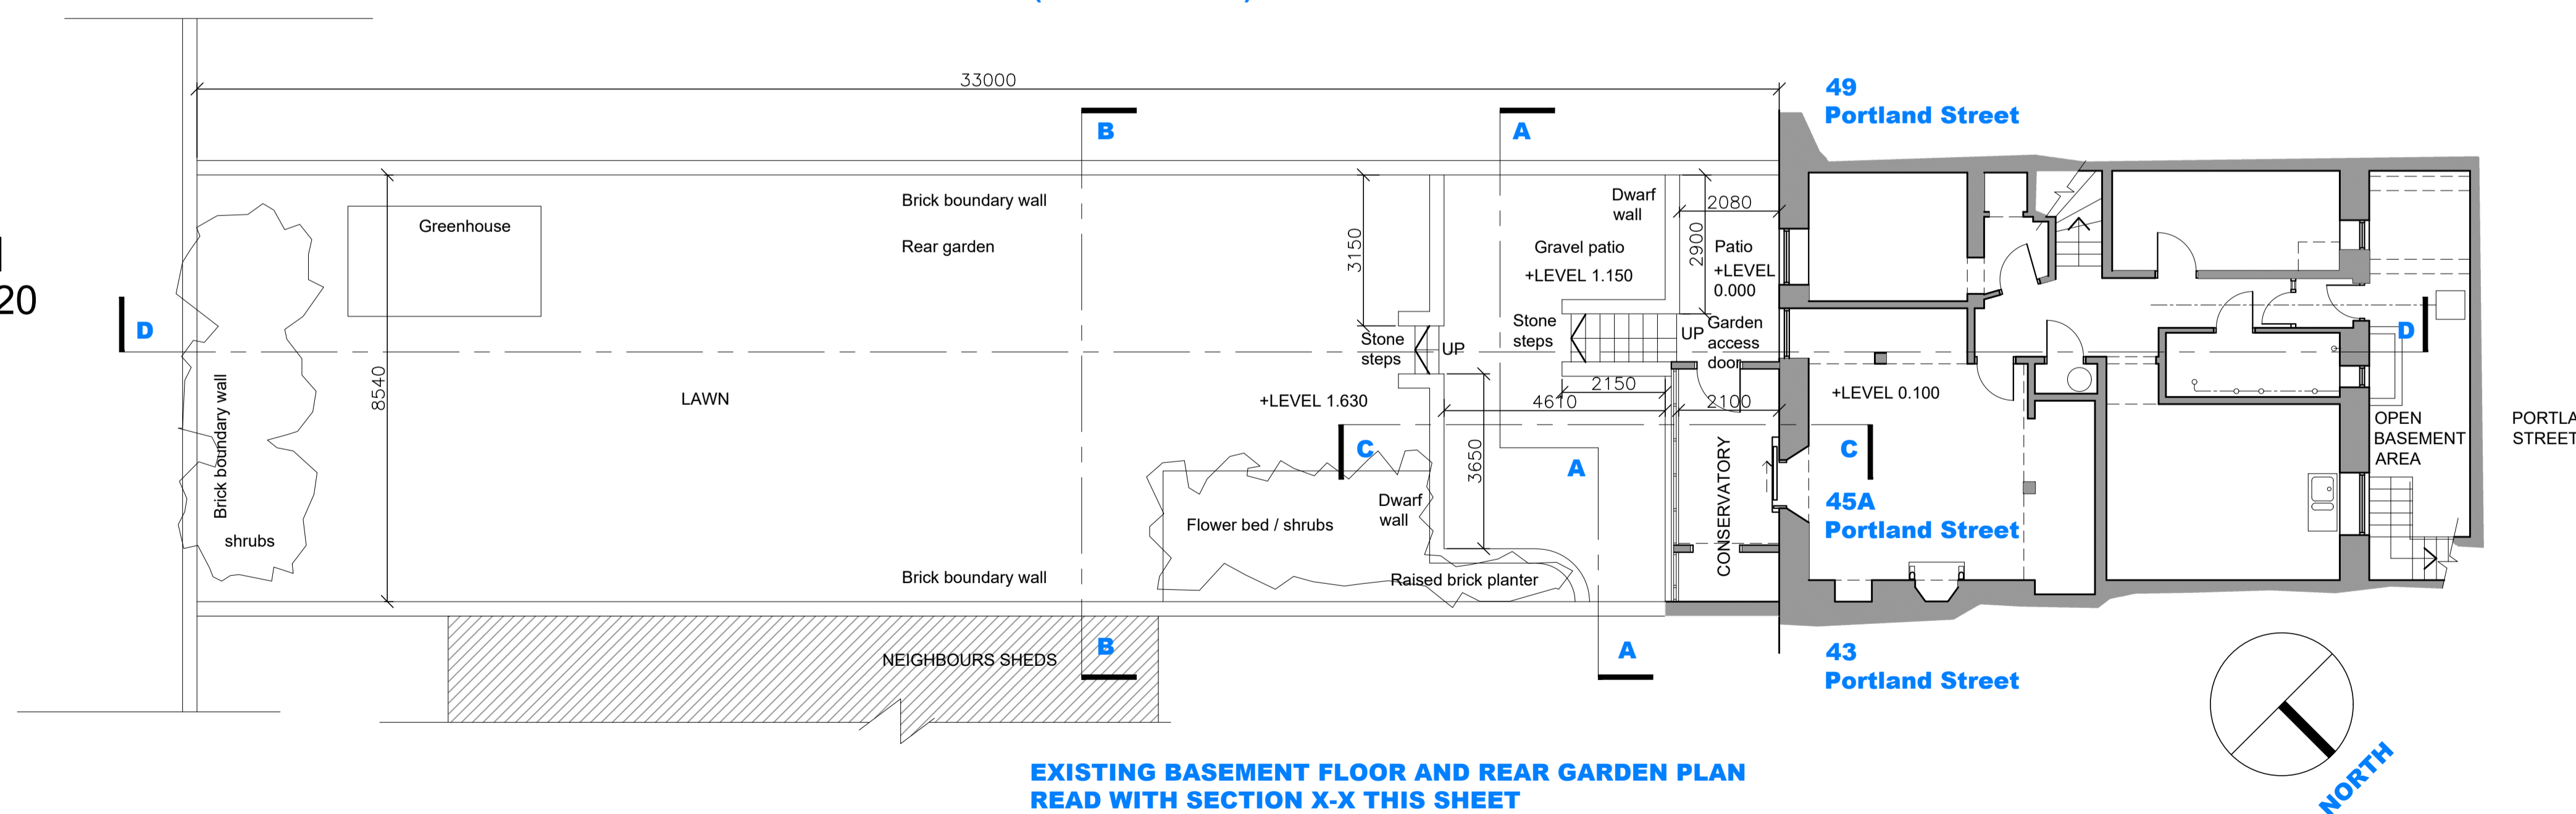 33000
49
Portland Street
B
A
Brick boundary wall
Rear garden
Greenhouse
Dwarf
wall
2080
3150
Gravel patio
+LEVEL 1.150
2900
Patio
+LEVEL
0.000
20
D
Stone
steps
UP
Stone
steps
UP
Garden
access
door
D
8540
LAWN
Brick boundary wall
shrubs
+LEVEL 1.630
2150
4610
2100
+LEVEL 0.100
C
C
A
3650
CONSERVATORY
OPEN
BASEMENT
AREA
PORTLA
STREET
Dwarf
wall
Flower bed / shrubs
45A
Portland Street
Brick boundary wall
Raised brick planter
NEIGHBOURS SHEDS
B
A
43
Portland Street
NORTH
EXISTING BASEMENT FLOOR AND REAR GARDEN PLAN
READ WITH SECTION X-X THIS SHEET